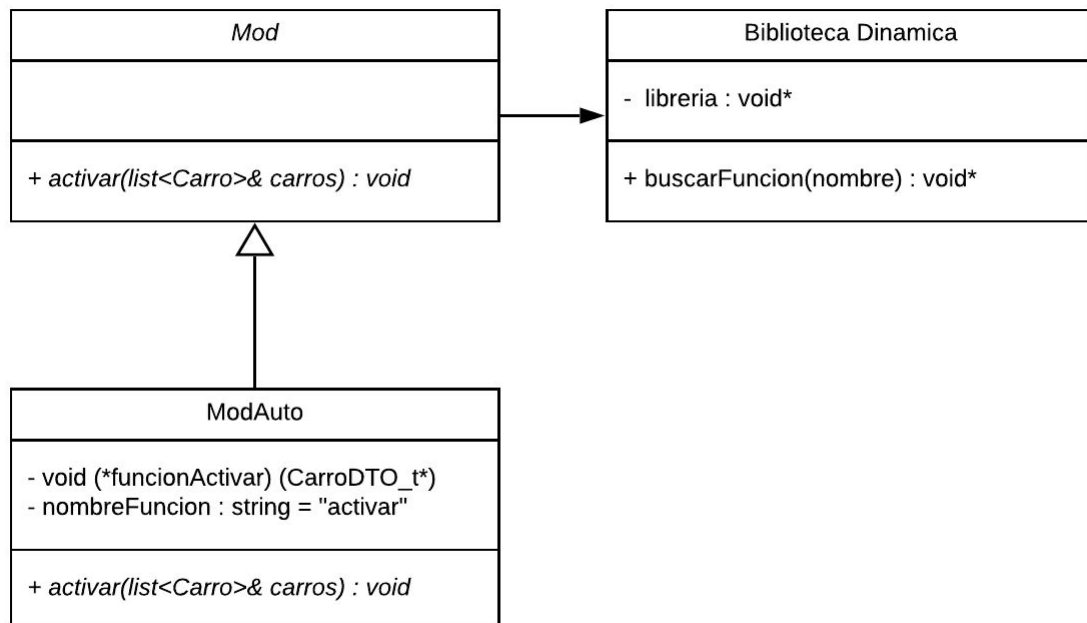 Mod
+ activar(list<Carro>& carros) : void
Biblioteca Dinamica
- libreria : void*
+ buscarFuncion(nombre) : void*
ModAuto
- void (*funcionActivar) (CarroDTO_t*)
- nombreFuncion : string = "activar"
+ activar(list<Carro>& carros) : void